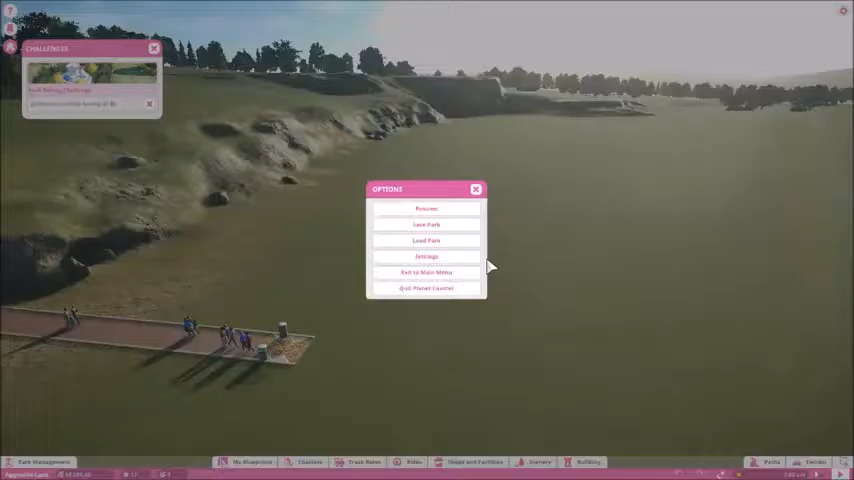 CHALLENGES
OPTIONS
Resume
Save Park
Load Park
Settings
Exit to Main Menu
Quit Planet Coaster
Park Management
My Blueprints
Coasters
Track Rides
Rides
Shops and Facilities
Scenery
Building
Paths
Terrain